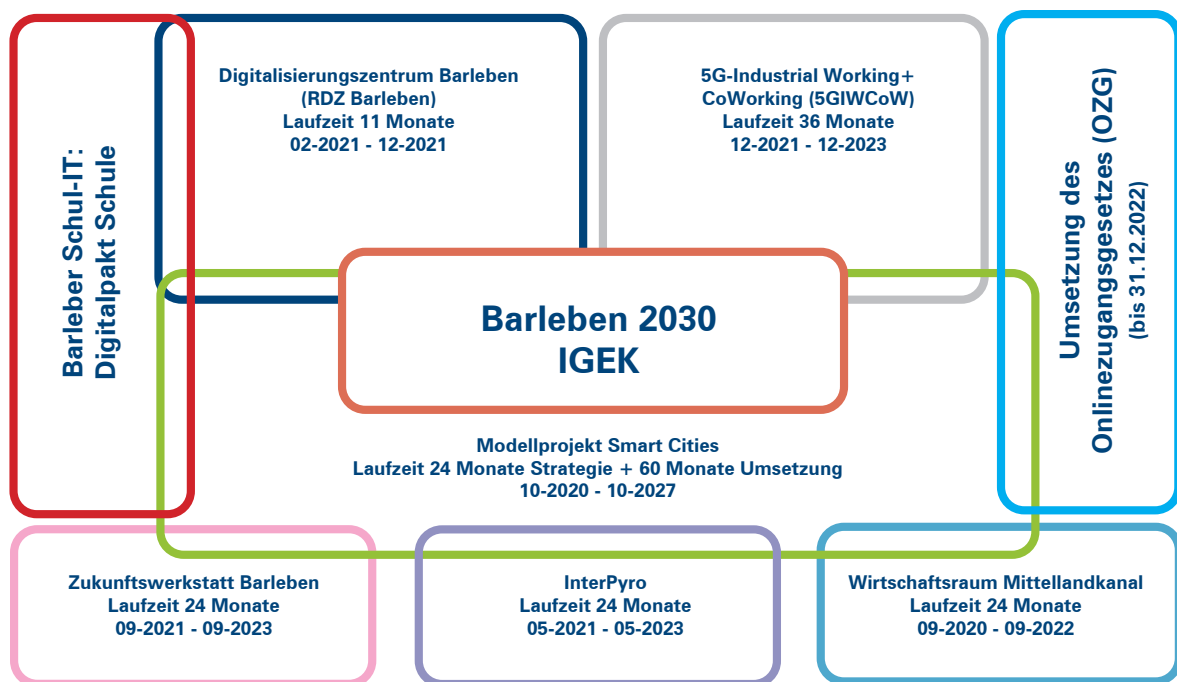 Barleber Schul-IT:
Digitalpakt Schule
Digitalisierungszentrum Barleben
(RDZ Barleben)
Laufzeit 11 Monate
02-2021 - 12-2021
5G-Industrial Working+
CoWorking (5GIWCoW)
Laufzeit 36 Monate
12-2021 - 12-2023
Umsetzung des
Onlinezugangsgesetzes (OZG)
(bis 31.12.2022)
Barleben 2030
IGEK
Modellprojekt Smart Cities
Laufzeit 24 Monate Strategie + 60 Monate Umsetzung
10-2020 - 10-2027
Zukunftswerkstatt Barleben
Laufzeit 24 Monate
09-2021 - 09-2023
InterPyro
Laufzeit 24 Monate
05-2021 - 05-2023
Wirtschaftsraum Mittellandkanal
Laufzeit 24 Monate
09-2020 - 09-2022